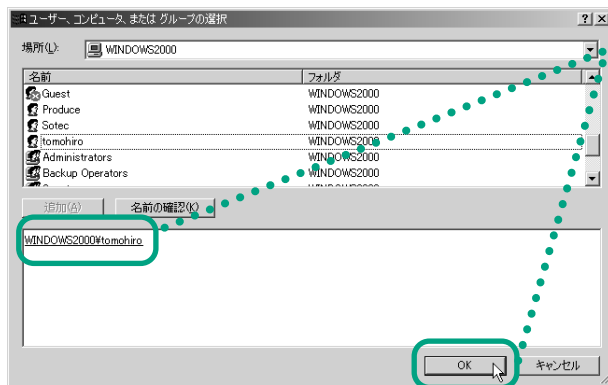 ユーザー、コンピュータ、または グループの選択
場所(L): WINDOWS2000
名前 フォルダ
Guest WINDOWS2000
Produce WINDOWS2000
Sotec WINDOWS2000
tomohiro WINDOWS2000
Administrators WINDOWS2000
Backup Operators WINDOWS2000
追加(A) 名前の確認(K)
WINDOWS2000¥tomohiro
OK キャンセル